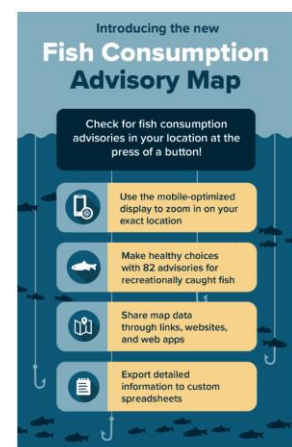 Introducing the new
Fish Consumption
Advisory Map
Check for fish consumption
advisories in your location at the
press of a button!
Use the mobile-optimized
display to zoom in on your
exact location
Make healthy choices
with 82 advisories for
recreationally caught fish
Share map data
through links, websites,
and web apps
Export detailed
information to custom
spreadsheets